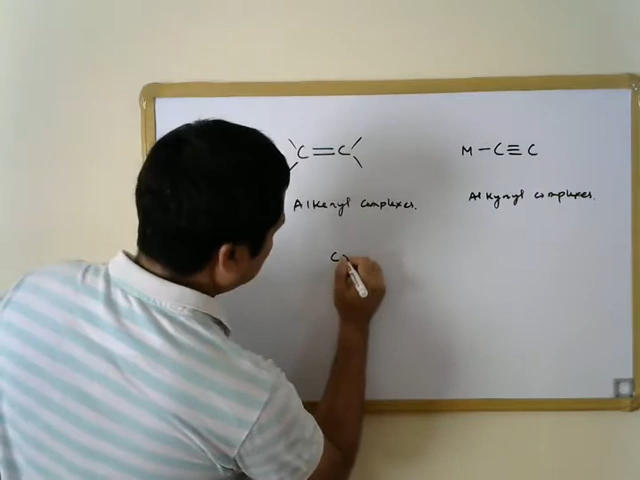 C=C
M-C≡C
Alkenyl complexes.
Alkynyl complexes.
C